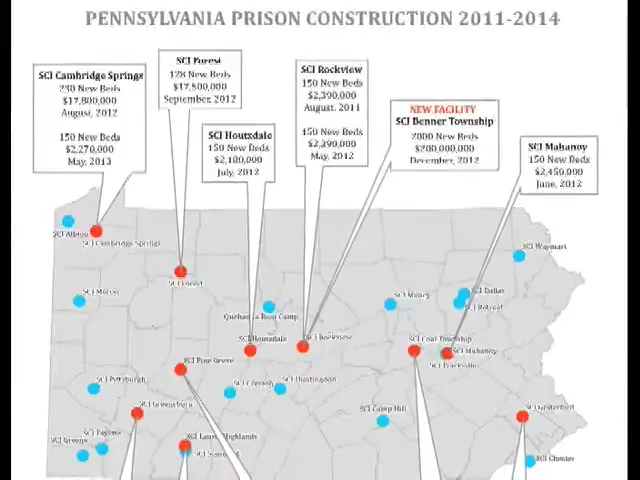 PENNSYLVANIA PRISON CONSTRUCTION 2011-2014
SCI Cambridge Springs
230 New Beds
$17,800,000
August, 2012
150 New Beds
$2,270,000
May, 2013
SCI Forest
128 New Beds
$17,500,000
September, 2012
SCI Houtzdale
150 New Beds
$2,180,000
July, 2012
SCI Rockview
150 New Beds
$2,390,000
August, 2011
150 New Beds
$2,390,000
May, 2012
NEW FACILITY
SCI Benner Township
2000 New Beds
$200,000,000
December, 2012
SCI Mahanoy
150 New Beds
$2,450,000
June, 2012
SCI Albion
SCI Cambridge Springs
SCI Waymart
SCI Forest
SCI Mercer
SCI Muncy
SCI Dallas
SCI Retreat
Quehanna Boot Camp
SCI Houtzdale
SCI Rockview
SCI Coal Township
SCI Mahanoy
SCI Frackville
SCI Pine Grove
SCI Pittsburgh
SCI Cresson
SCI Huntingdon
SCI Greensburg
SCI Camp Hill
SCI Graterford
SCI Fayette
SCI Greene
SCI Laurel Highlands
SCI Somerset
SCI Chester